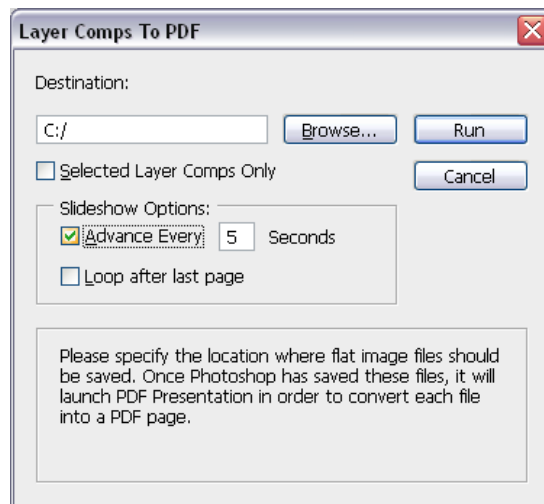 Layer Comps To PDF
Destination:
C:/
Browse...
Run
Selected Layer Comps Only
Cancel
Slideshow Options:
Advance Every 5 Seconds
Loop after last page
Please specify the location where flat image files should
be saved. Once Photoshop has saved these files, it will
launch PDF Presentation in order to convert each file
into a PDF page.